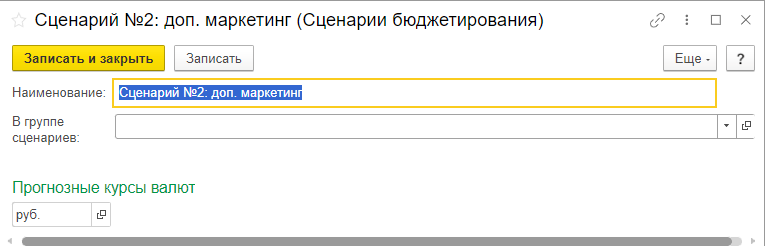 Сценарий №2: доп. маркетинг (Сценарии бюджетирования)
Записать и закрыть Записать Еще ?
Наименование: Сценарий №2: доп. маркетинг
В группе
сценариев:
Прогнозные курсы валют
руб.